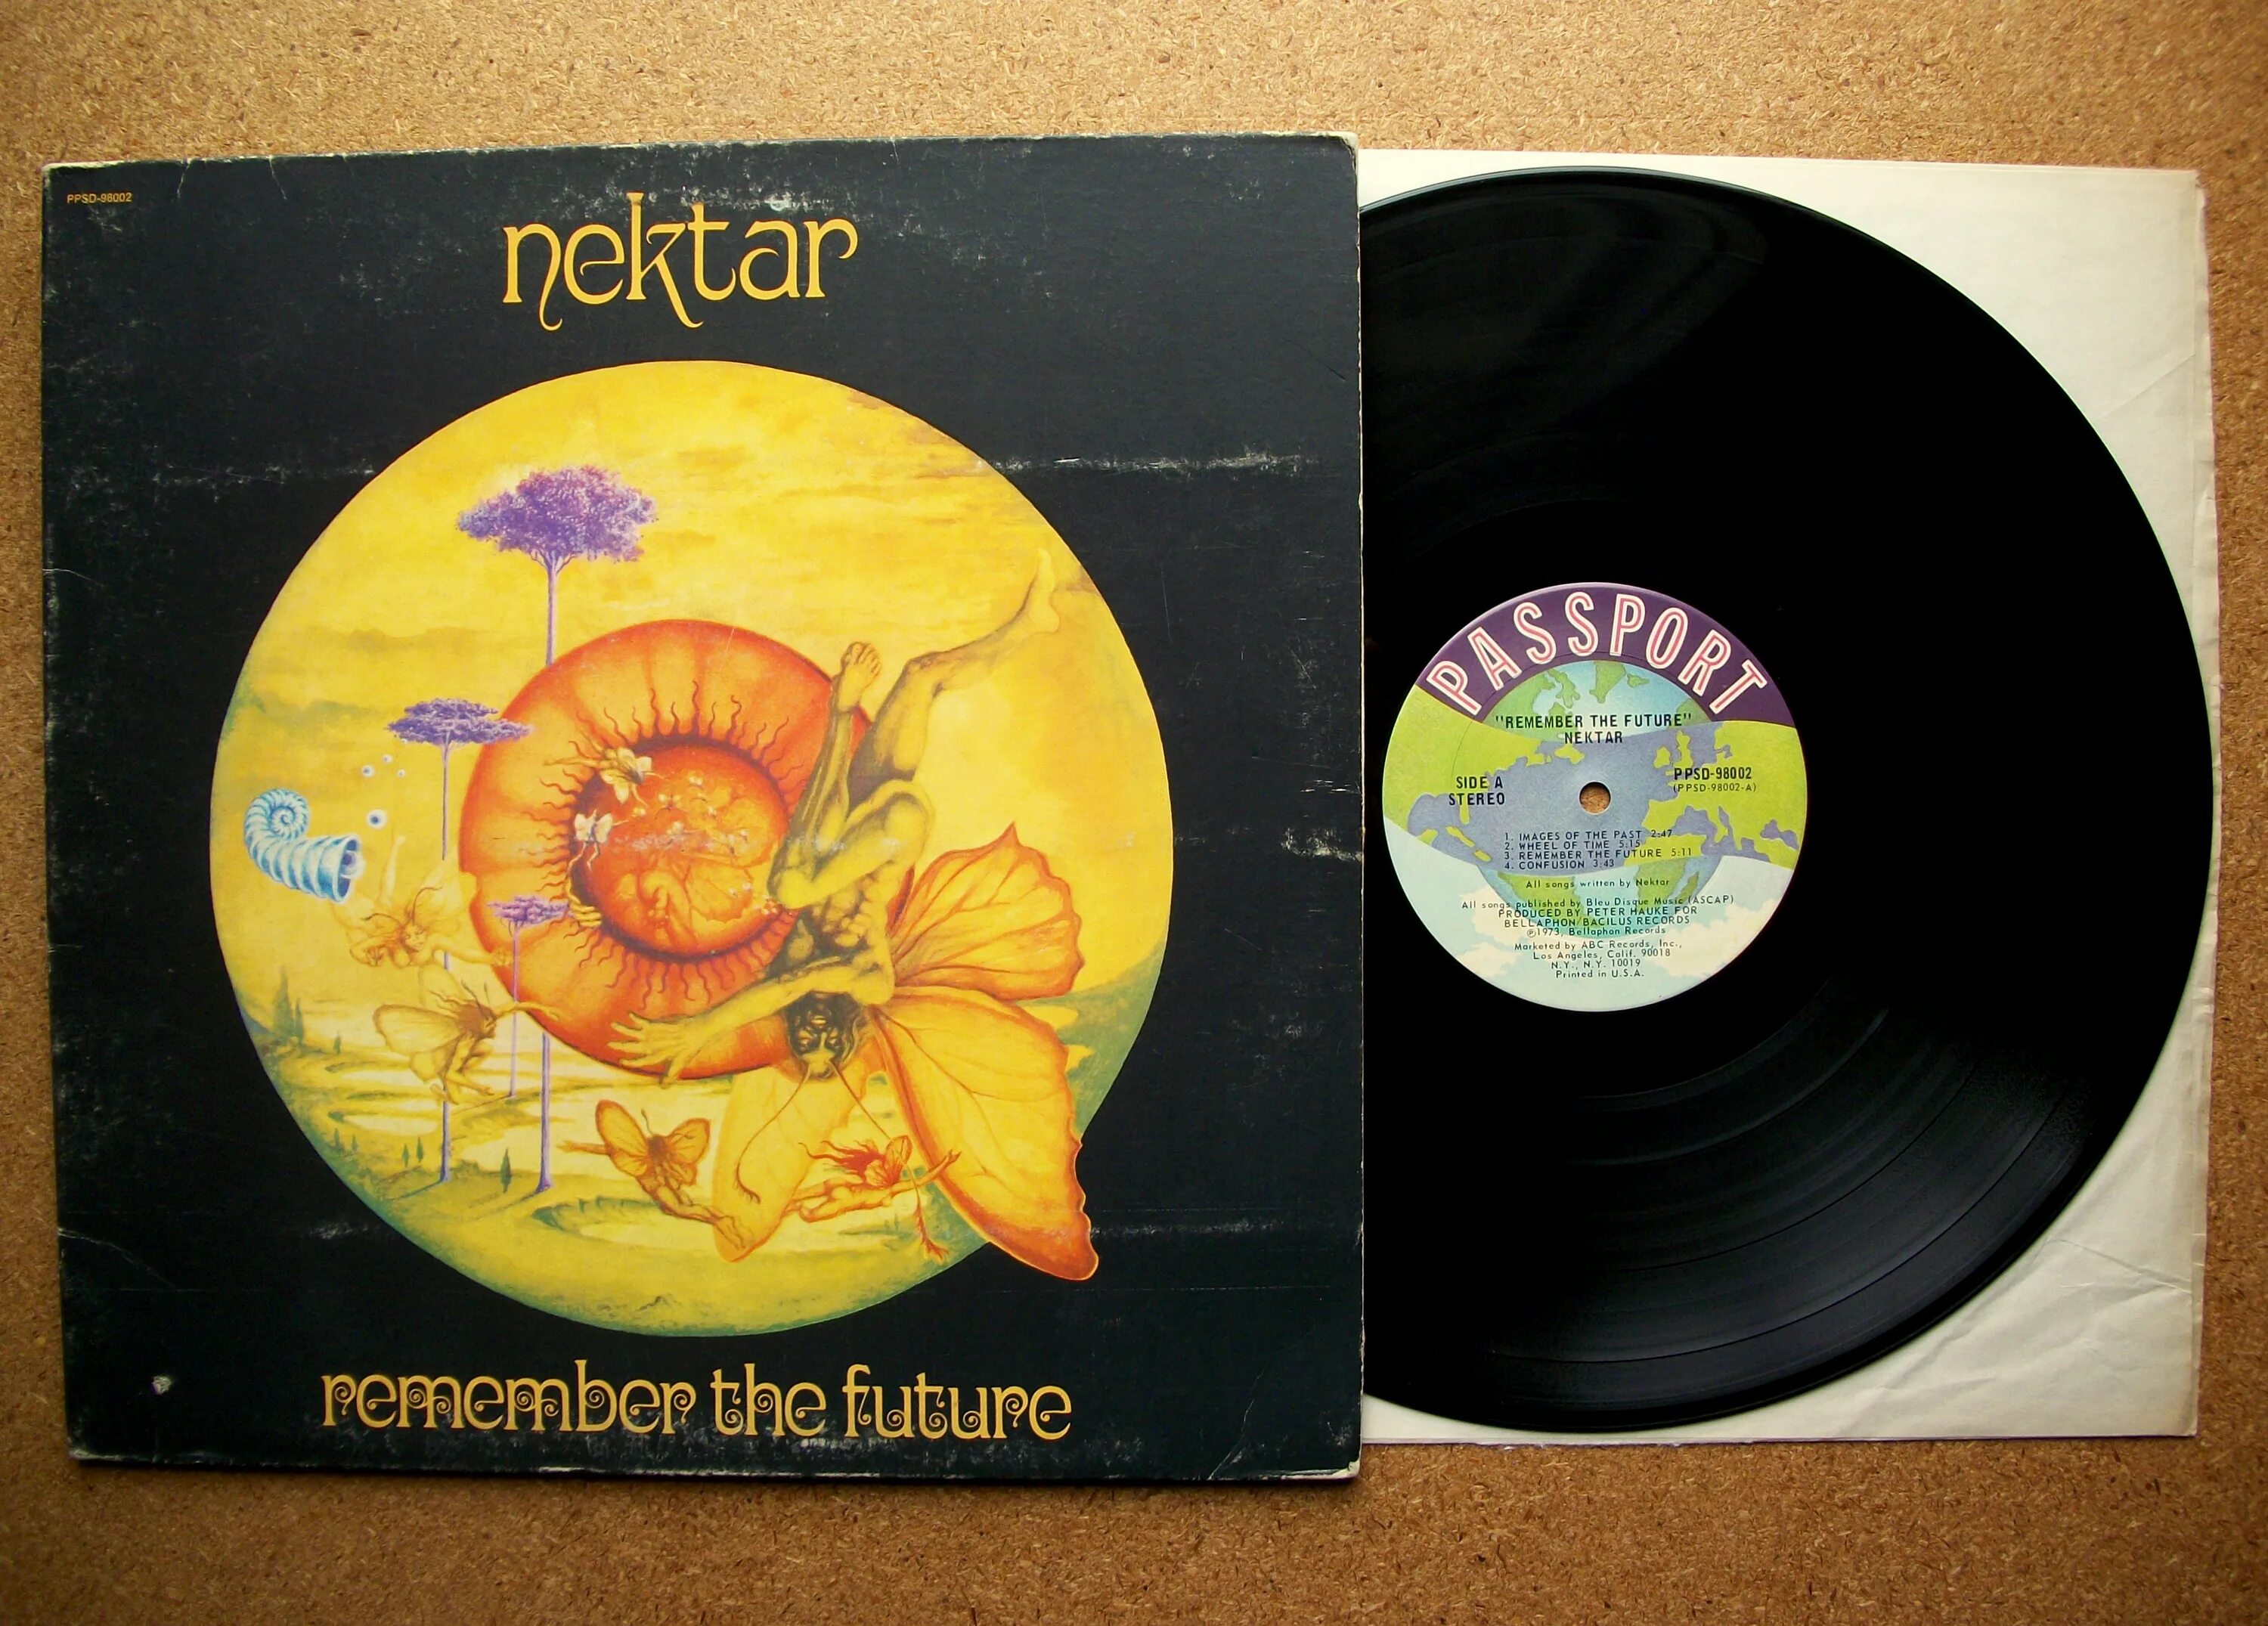 PPSD-98002
nektar
remember the future
PASSPORT
"REMEMBER THE FUTURE"
NEKTAR
SIDE A
STEREO
PPSD-98002
(PPSD-98002-A)
1. IMAGES OF THE PAST 2:47
2. WHEEL OF TIME 5:15
3. REMEMBER THE FUTURE 5:11
4. CONFUSION 3:43
All songs written by Nektar
All songs published by Bleu Disque Music (ASCAP)
PRODUCED BY PETER HAUKE FOR
BELLAPHON/BACILUS RECORDS
℗1973, Bellaphon Records
Marketed by ABC Records, Inc.,
Los Angeles, Calif. 90018
N.Y., N.Y. 10019
Printed in U.S.A.